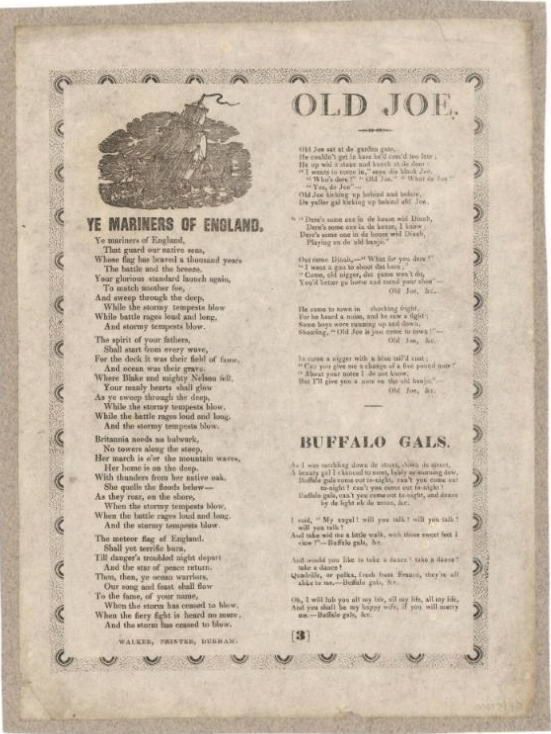 YE MARINERS OF ENGLAND.
Ye mariners of England,
That guard our native seas,
Whose flag has braved a thousand years
The battle and the breeze.
Your glorious standard launch again,
To match another foe,
And sweep through the deep,
While the stormy tempests blow
While battle rages loud and long,
And stormy tempests blow.
The spirit of your fathers,
Shall start from every wave,
For the deck it was their field of fame,
And ocean was their grave.
Where Blake and mighty Nelson fell,
Your manly hearts shall glow
As ye sweep through the deep,
While the stormy tempests blow.
While the battle rages loud and long.
And the stormy tempests blow.
Britannia needs no bulwark,
No towers along the steep,
Her march is o'er the mountain waves,
Her home is on the deep.
With thunders from her native oak.
She quells the floods below—
As they roar, on the shore,
When the stormy tempests blow,
When the battle rages loud and long.
And the stormy tempests blow.
The meteor flag of England.
Shall yet terrific burn,
Till danger's troubled night depart
And the star of peace return.
Then, then, ye ocean warriors,
Our song and feast shall flow
To the fame, of your name,
When the storm has ceased to blow.
When the fiery fight is heard no more,
And the storm has ceased to blow.
WALKER, PRINTER, DURHAM.
OLD JOE.
Old Joe sat at de garden gate,
He couldn't get in kase he'd com'd too late;
He up wid a stone and knock at de door
"I wants to come in," says dis black Joe.
"Who's dere?" "Old Joe." "What de Joe"
"Yes, de Joe"—
Old Joe kicking up behind and before,
De yaller gal kicking up behind old Joe.
"Dere's some one in de house wid Dinah,
Dere's some one in de house, I know
Dere's some one in de house wid Dinah,
Playing on de old banjo."
Out come Dinah,—"What for you dere?"
"I want a gun to shoot dat bear;"
"Come, old nigger, dat game won't do,
You'd better go home and mend your shoe"—
Old Joe, &c.
He come to town in shocking fright,
For he heard a noise, and he saw a fight;
Some boys were running up and down,
Shouting, "Old Joe is just come to town!"—
Old Joe, &c.
In come a nigger with a blue tail'd coat;
"Can you give me a change of a five pound note"
"About your notes I do not know,
But I'll give you a note on the old banjo"
Old Joe, &c.
BUFFALO GALS.
As I was rambling down de street, down de street,
A beauty gal I chanced to meet, lubly as morning dew.
Buffalo gals come out to-night, can't you come out
to-night? can't you come out to-night?
Buffalo gals, can't you come out to-night, and dance
by de light ob de moon, &c.
I said, "My angel! will you talk! will you talk!
will you talk!
And take wid me a little walk, with those sweet feet I
view?"—Buffalo gals, &c.
And would you like to take a dance! take a dance!
take a dance!
Quadrille, or polka, fresh from France, they're all
alike to me.—Buffalo gals, &c.
Oh, I will lub you all my life, all my life, all my life,
And you shall be my happy wife, if you will marry
me.—Buffalo gals, &c.
[3]